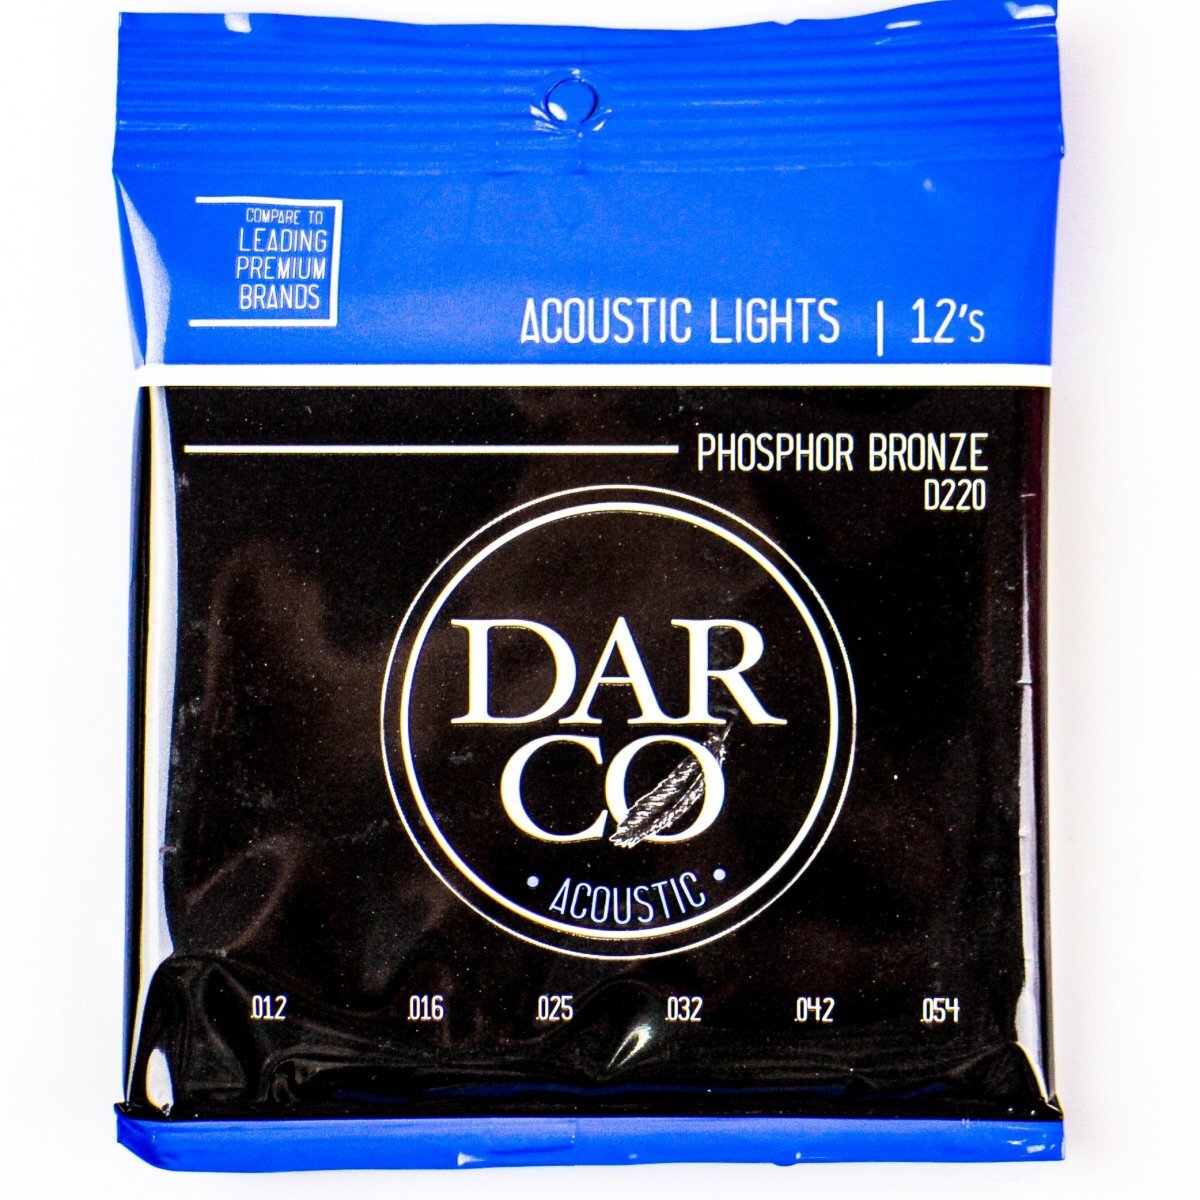 COMPARE TO
LEADING
PREMIUM
BRANDS
ACOUSTIC LIGHTS | 12's
PHOSPHOR BRONZE
D220
DAR
CO
• ACOUSTIC •
.012 .016 .025 .032 .042 .054